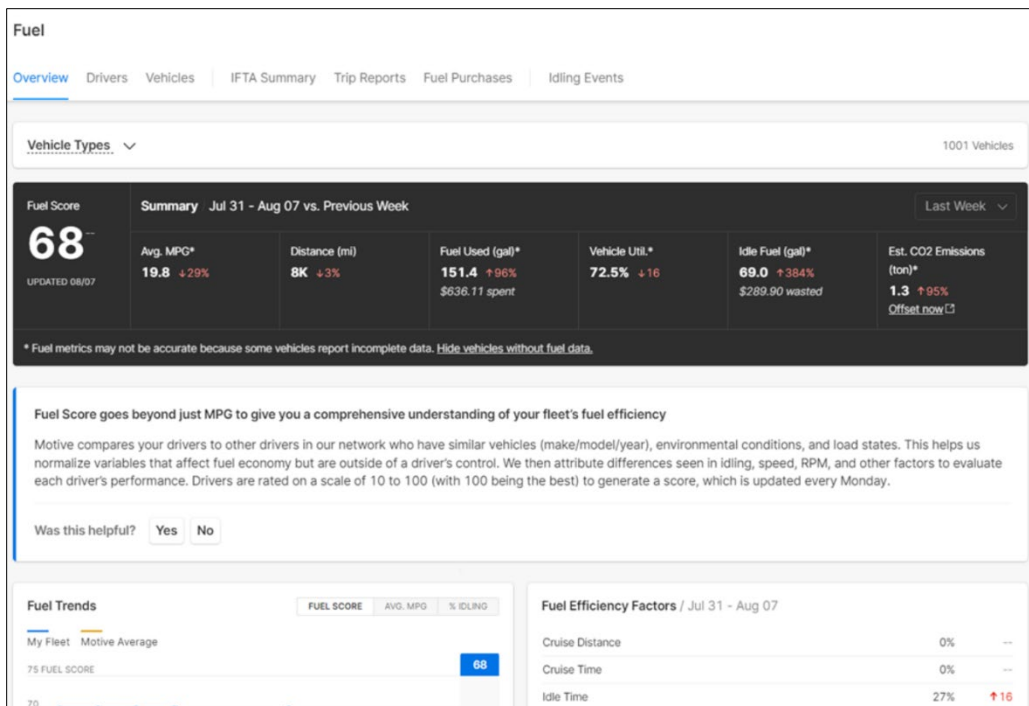 Fuel
Overview Drivers Vehicles IFTA Summary Trip Reports Fuel Purchases Idling Events
Vehicle Types 1001 Vehicles
Fuel Score
68 --
UPDATED 08/07
Summary Jul 31 - Aug 07 vs. Previous Week Last Week
Avg. MPG*
19.8 ↓29%
Distance (mi)
8K ↓3%
Fuel Used (gal)*
151.4 ↑96%
$636.11 spent
Vehicle Util.*
72.5% ↓16
Idle Fuel (gal)*
69.0 ↑384%
$289.90 wasted
Est. CO2 Emissions
(ton)*
1.3 ↑95%
Offset now
* Fuel metrics may not be accurate because some vehicles report incomplete data. Hide vehicles without fuel data.
Fuel Score goes beyond just MPG to give you a comprehensive understanding of your fleet's fuel efficiency
Motive compares your drivers to other drivers in our network who have similar vehicles (make/model/year), environmental conditions, and load states. This helps us
normalize variables that affect fuel economy but are outside of a driver's control. We then attribute differences seen in idling, speed, RPM, and other factors to evaluate
each driver's performance. Drivers are rated on a scale of 10 to 100 (with 100 being the best) to generate a score, which is updated every Monday.
Was this helpful? Yes No
Fuel Trends FUEL SCORE AVG. MPG % IDLING
My Fleet Motive Average
75 FUEL SCORE 68
70
Fuel Efficiency Factors / Jul 31 - Aug 07
Cruise Distance 0% --
Cruise Time 0% --
Idle Time 27% ↑16